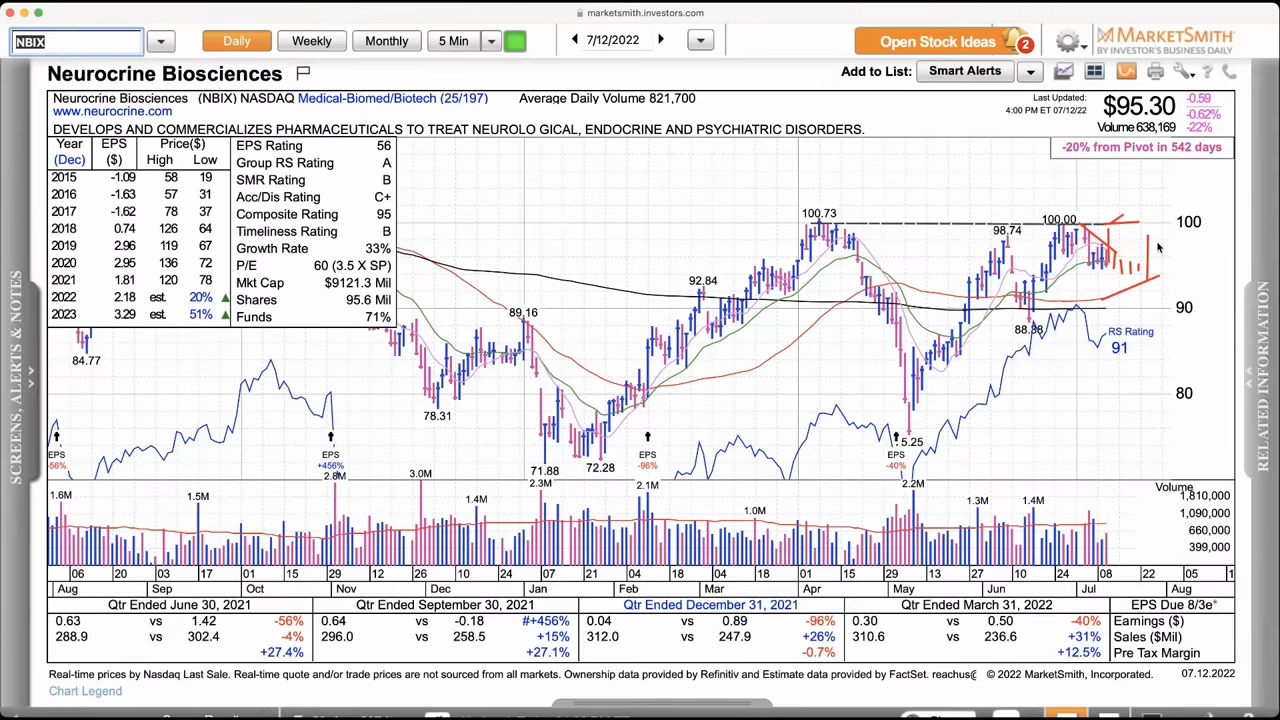 marketsmith.investors.com
NBIX Daily Weekly Monthly 5 Min 7/12/2022 Open Stock Ideas 2 MARKETSMITH
BY INVESTOR'S BUSINESS DAILY
Neurocrine Biosciences Add to List: Smart Alerts
Neurocrine Biosciences (NBIX) NASDAQ Medical-Biomed/Biotech (25/197) Average Daily Volume 821,700 Last Updated: $95.30 -0.59
www.neurocrine.com 4:00 PM ET 07/12/22 -0.62%
DEVELOPS AND COMMERCIALIZES PHARMACEUTICALS TO TREAT NEUROLO GICAL, ENDOCRINE AND PSYCHIATRIC DISORDERS. Volume 638,169 -22%
-20% from Pivot in 542 days
Year EPS Price($)
(Dec) ($) High Low
2015 -1.09 58 19
2016 -1.63 57 31
2017 -1.62 78 37
2018 0.74 126 64
2019 2.96 119 67
2020 2.95 136 72
2021 1.81 120 78
2022 2.18 est. 20%
2023 3.29 est. 51%
EPS Rating 56
Group RS Rating A
SMR Rating B
Acc/Dis Rating C+
Composite Rating 95
Timeliness Rating B
Growth Rate 33%
P/E 60 (3.5 X SP)
Mkt Cap $9121.3 Mil
Shares 95.6 Mil
Funds 71%
100.73 100.00 100
98.74
92.84
89.16 90
88.38
RS Rating
91
84.77
80
78.31
5.25
71.88 72.28
EPS EPS EPS EPS
-56% +456% -96% -40%
1.6M 1.5M 2.8M 3.0M 1.4M 2.3M 2.1M 1.0M 2.2M 1.3M 1.4M
Volume
1,810,000
1,090,000
660,000
399,000
06 20 03 17 01 15 29 12 26 10 24 07 21 04 18 04 18 01 15 29 13 27 10 24 08 22 05 1
Aug Sep Oct Nov Dec Jan Feb Mar Apr May Jun Jul Aug
Qtr Ended June 30, 2021 Qtr Ended September 30, 2021 Qtr Ended December 31, 2021 Qtr Ended March 31, 2022 EPS Due 8/3e*
0.63 vs 1.42 -56% 0.64 vs -0.18 #+456% 0.04 vs 0.89 -96% 0.30 vs 0.50 -40% Earnings ($)
288.9 vs 302.4 -4% 296.0 vs 258.5 +15% 312.0 vs 247.9 +26% 310.6 vs 236.6 +31% Sales ($Mil)
+27.4% +27.1% -0.7% +12.5% Pre Tax Margin
Real-time prices by Nasdaq Last Sale. Real-time quote and/or trade prices are not sourced from all markets. Ownership data provided by Refinitiv and Estimate data provided by FactSet. reachus@ © 2022 MarketSmith, Incorporated. 07.12.2022
Chart Legend
SCREENS, ALERTS & NOTES
RELATED INFORMATION